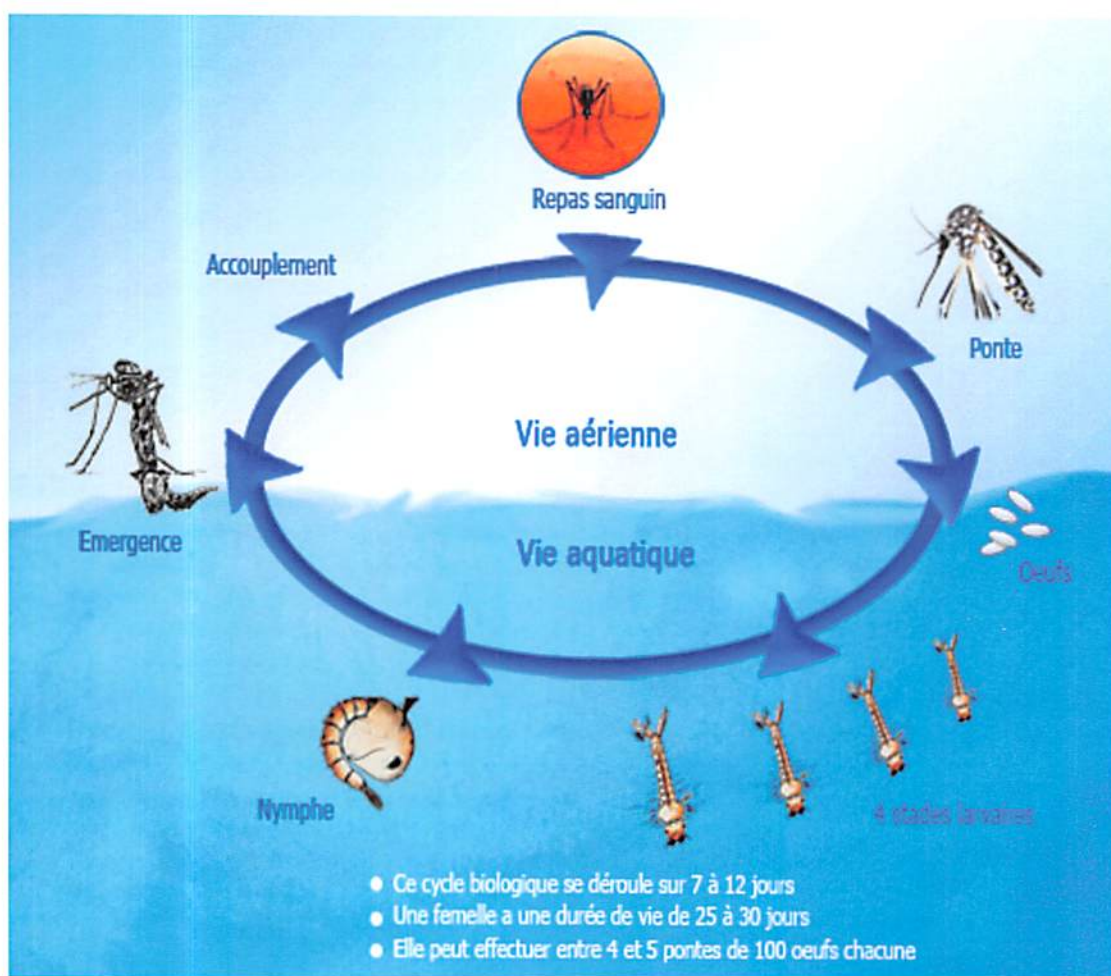 Repas sanguin
Accouplement
Ponte
Vie aérienne
Emergence
Vie aquatique
Oeufs
Nymphe
4 stades larvaires
Ce cycle biologique se déroule sur 7 à 12 jours
Une femelle a une durée de vie de 25 à 30 jours
Elle peut effectuer entre 4 et 5 pontes de 100 oeufs chacune